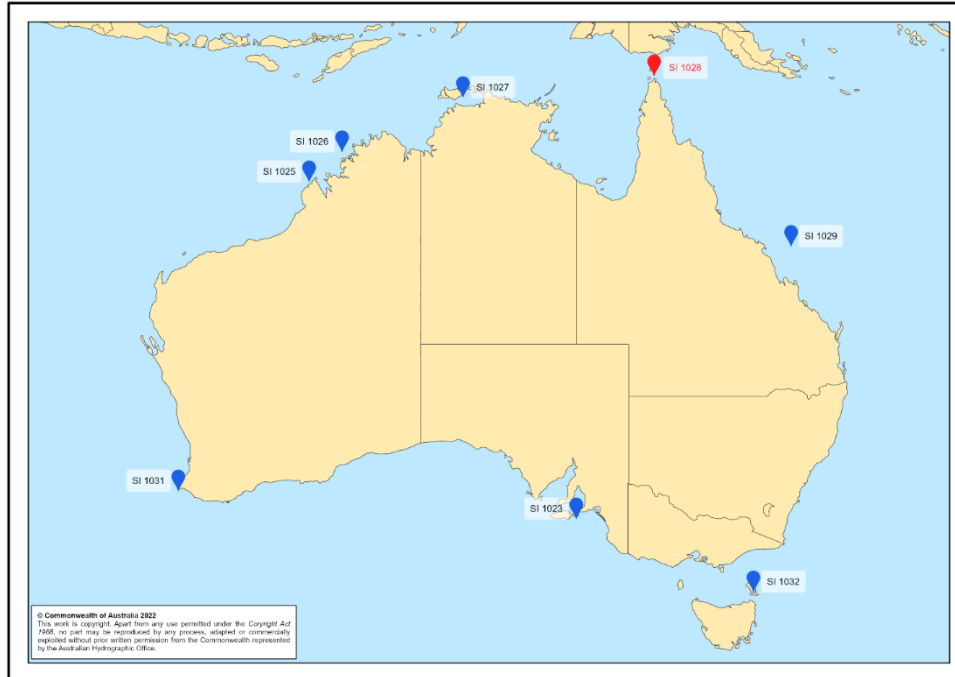 SI 1028
SI 1027
SI 1026
SI 1025
SI 1029
SI 1031
SI 1023
SI 1032
© Commonwealth of Australia 2022
This work is copyright. Apart from any use permitted under the Copyright Act
1968, no part may be reproduced by any process, adapted or commercially
exploited without prior written permission from the Commonwealth represented
by the Australian Hydrographic Office.